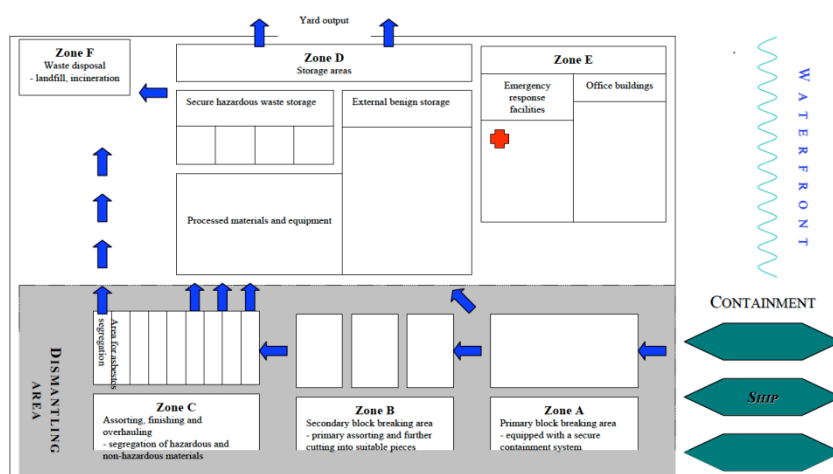 Yard output
Zone F
Waste disposal
- landfill, incineration
Zone D
Storage areas
Zone E
Secure hazardous waste storage
External benign storage
Emergency
response
facilities
Office buildings
Processed materials and equipment
WATERFRONT
CONTAINMENT
SHIP
DISMANTLING
AREA
Area for asbestos
segregation
Zone C
Assorting, finishing and
overhauling
- segregation of hazardous and
non-hazardous materials
Zone B
Secondary block breaking area
- primary assorting and further
cutting into suitable pieces
Zone A
Primary block breaking area
- equipped with a secure
containment system